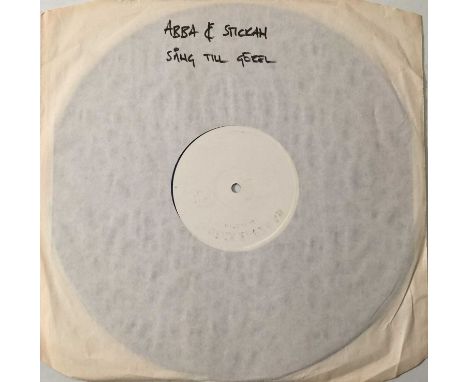 ABBA & STICKAN
SÅNG TILL GÖREL